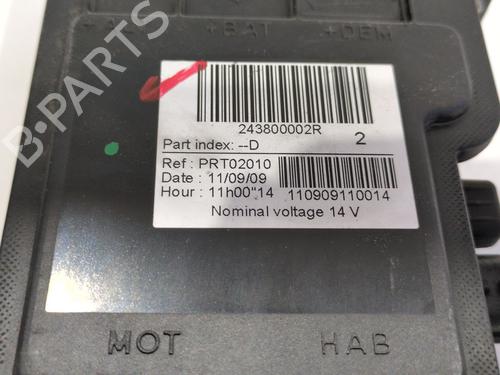 +AL +BAT +DEM
243800002R 2
Part index: --D
Ref : PRT02010
Date : 11/09/09
Hour : 11h00"14 110909110014
Nominal voltage 14 V
MOT HAB
B-PARTS